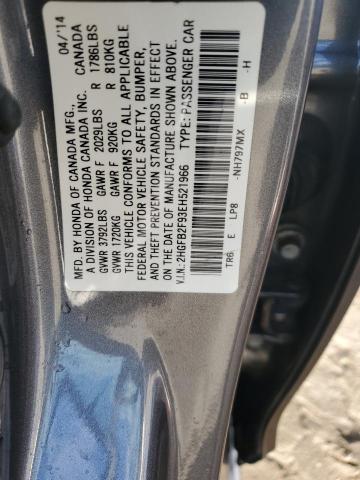 MFD. BY HONDA OF CANADA MFG., 04/'14
A DIVISION OF HONDA CANADA INC. CANADA
GVWR 3792LBS GAWR F 2029LBS R 1786LBS
GVWR 1720KG GAWR F 920KG R 810KG
THIS VEHICLE CONFORMS TO ALL APPLICABLE
FEDERAL MOTOR VEHICLE SAFETY, BUMPER,
AND THEFT PREVENTION STANDARDS IN EFFECT
ON THE DATE OF MANUFACTURE SHOWN ABOVE.
V.I.N.: 2HGFB2F93EH521966 TYPE: PASSENGER CAR
TR6. E LP8 -NH797MX -B -H